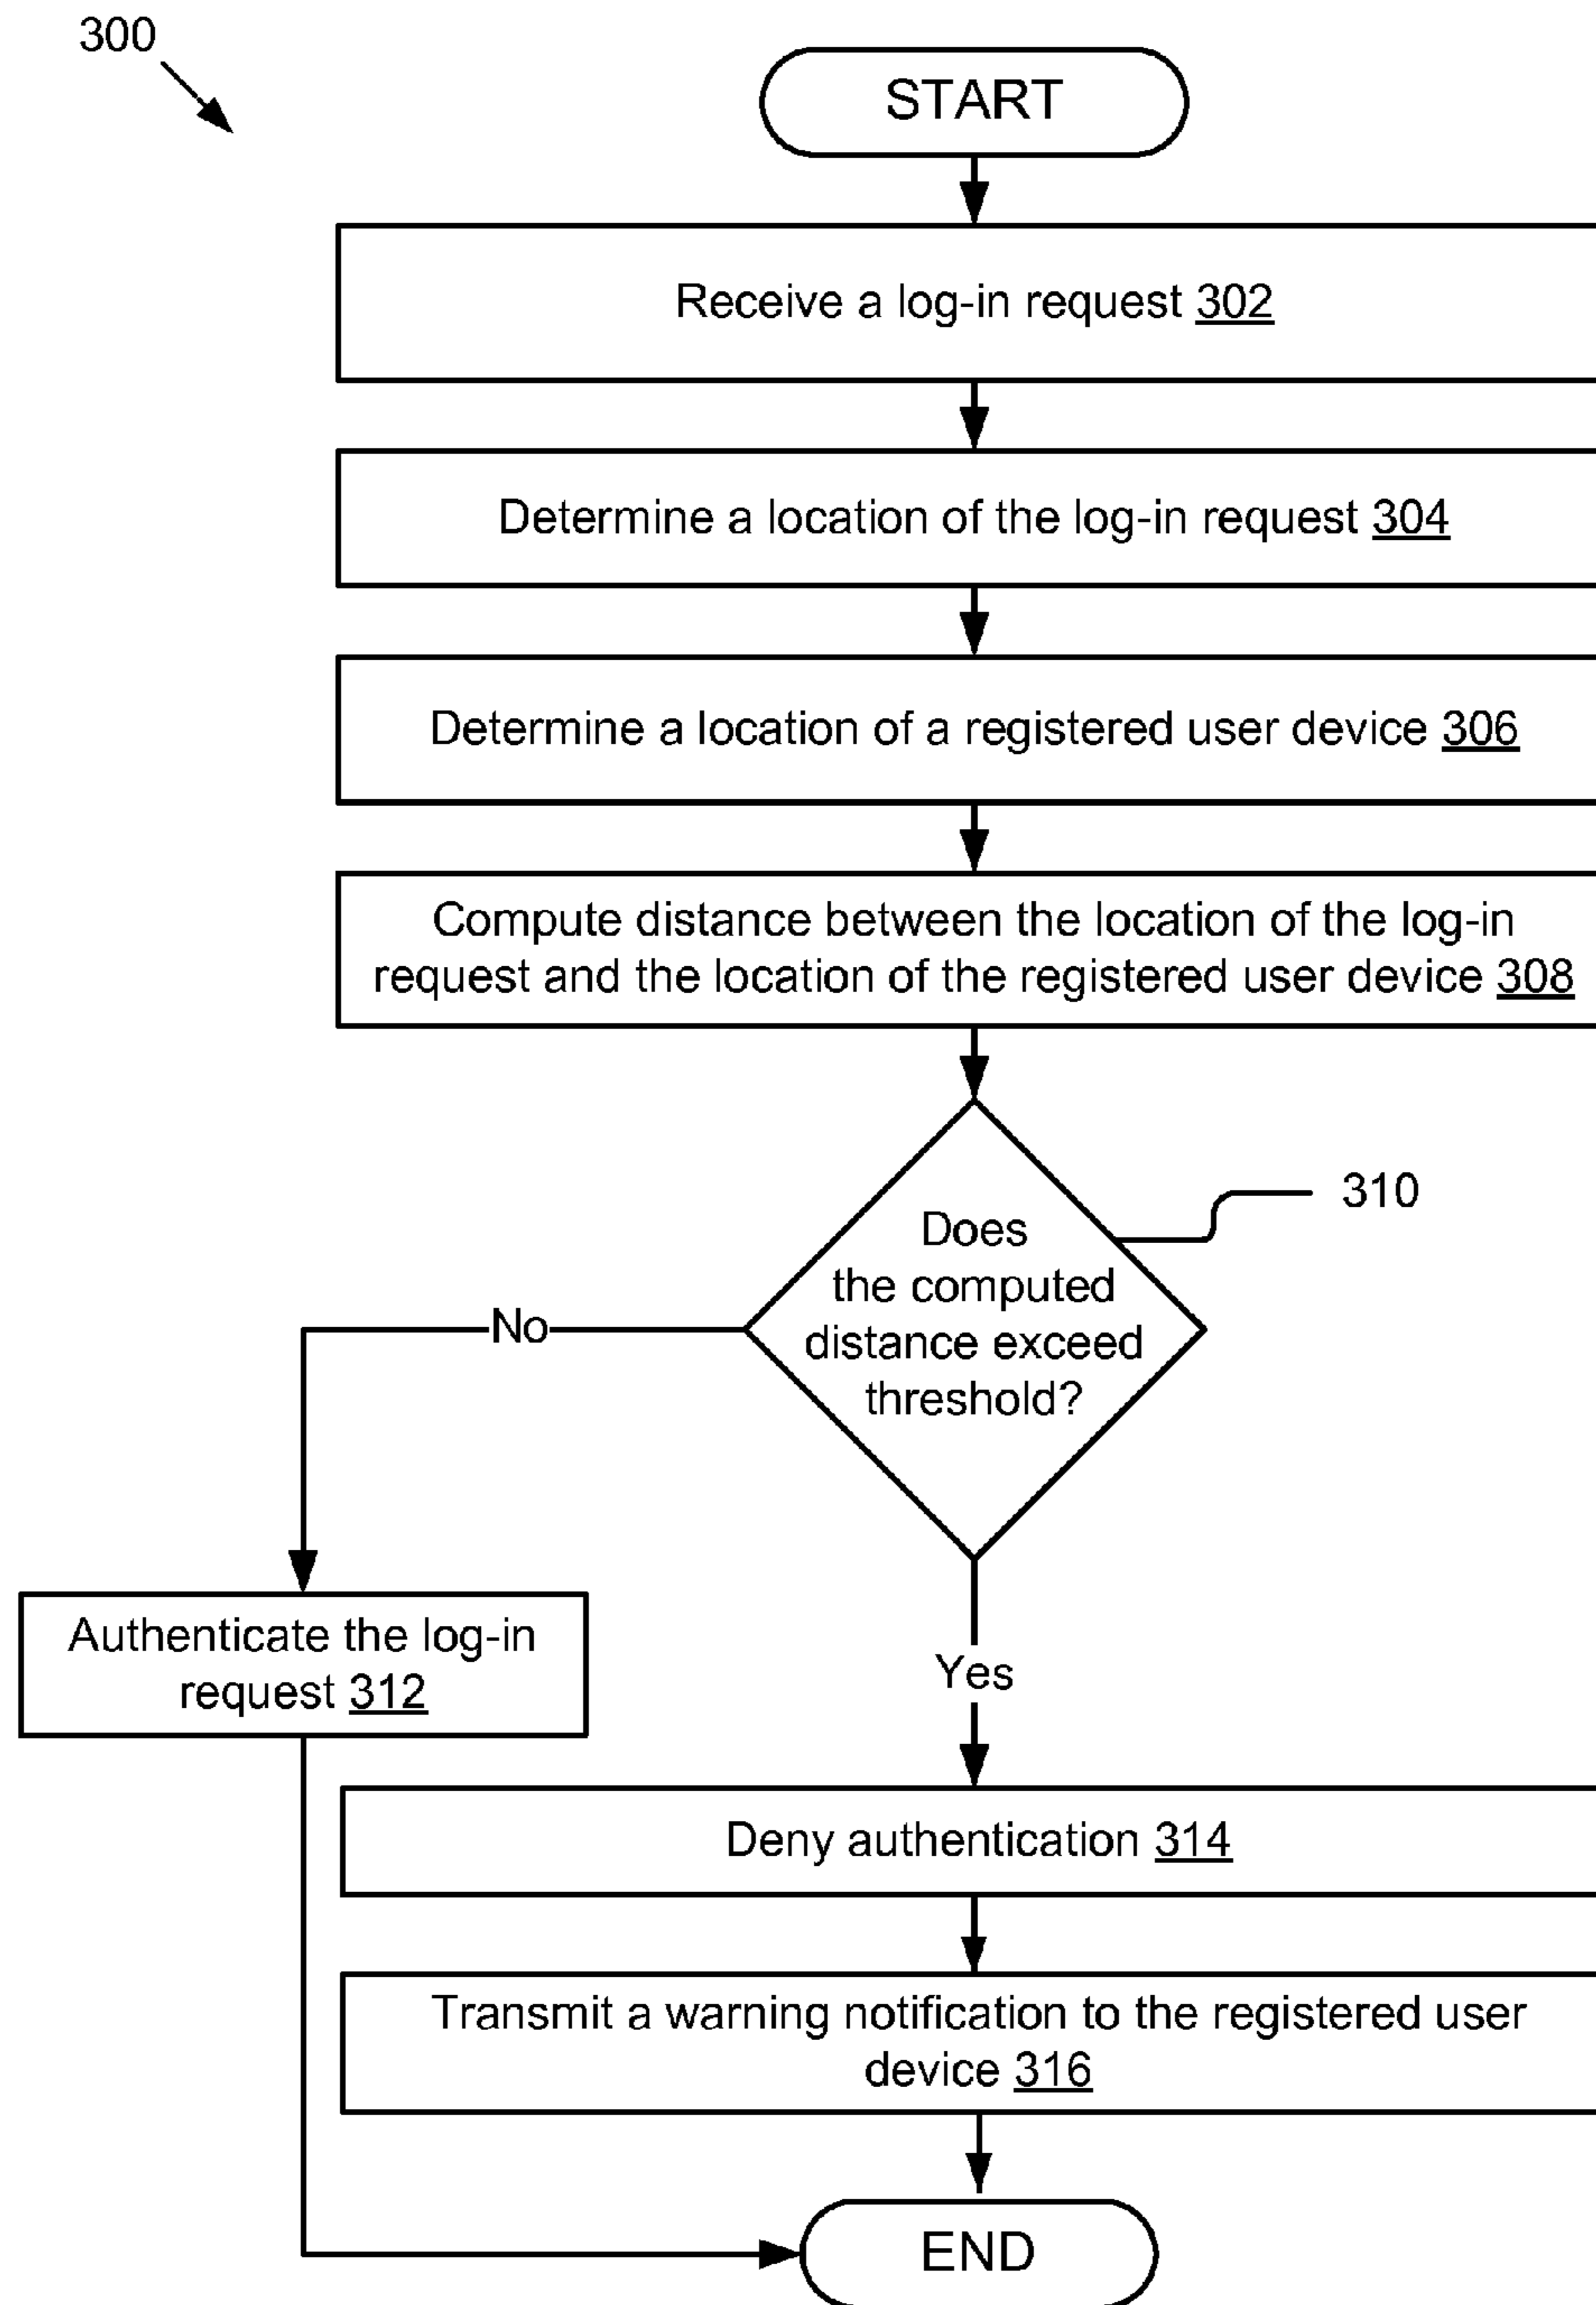 300
START
Receive a log-in request 302
Determine a location of the log-in request 304
Determine a location of a registered user device 306
Compute distance between the location of the log-in
request and the location of the registered user device 308
310
Does
the computed
distance exceed
threshold?
No
Authenticate the log-in
request 312
Yes
Deny authentication 314
Transmit a warning notification to the registered user
device 316
END